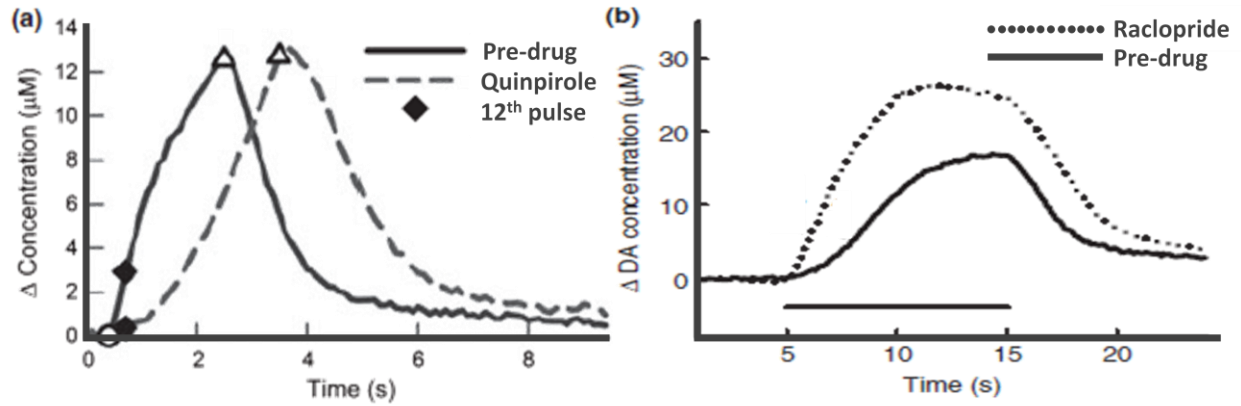 (a)
14
12
10
8
6
4
2
0
Δ Concentration (μM)
0 2 4 6 8
Time (s)
Pre-drug
Quinpirole
12th pulse
(b)
30
20
10
0
Δ DA concentration (μM)
5 10 15 20
Time (s)
Raclopride
Pre-drug